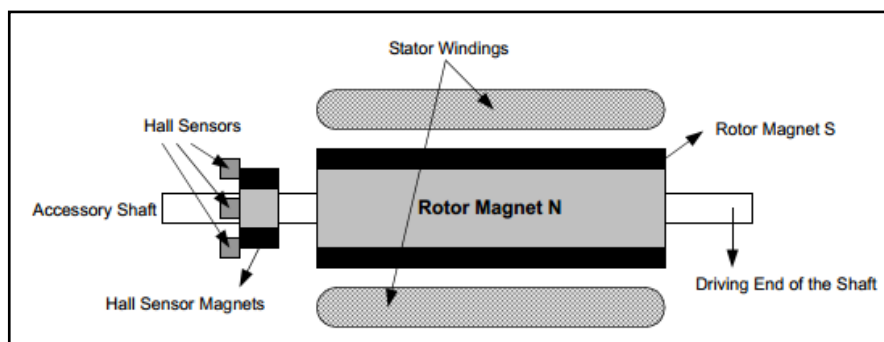 Stator Windings
Hall Sensors
Rotor Magnet S
Accessory Shaft
Rotor Magnet N
Hall Sensor Magnets
Driving End of the Shaft